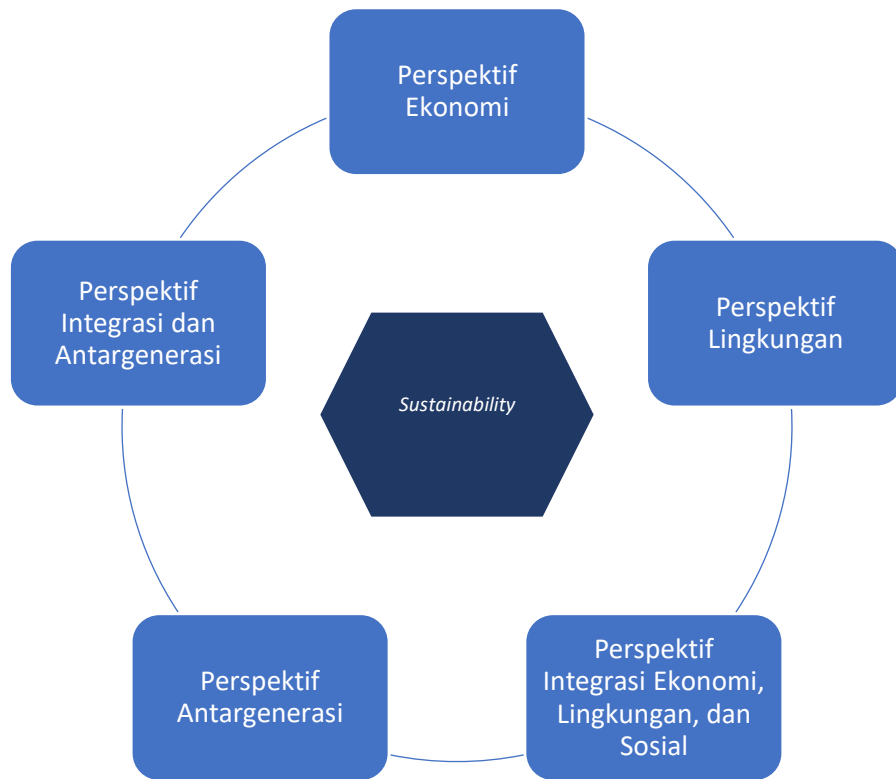 Perspektif
Ekonomi
Perspektif
Lingkungan
Perspektif
Integrasi Ekonomi,
Lingkungan, dan
Sosial
Perspektif
Antargenerasi
Perspektif
Integrasi dan
Antargenerasi
Sustainability